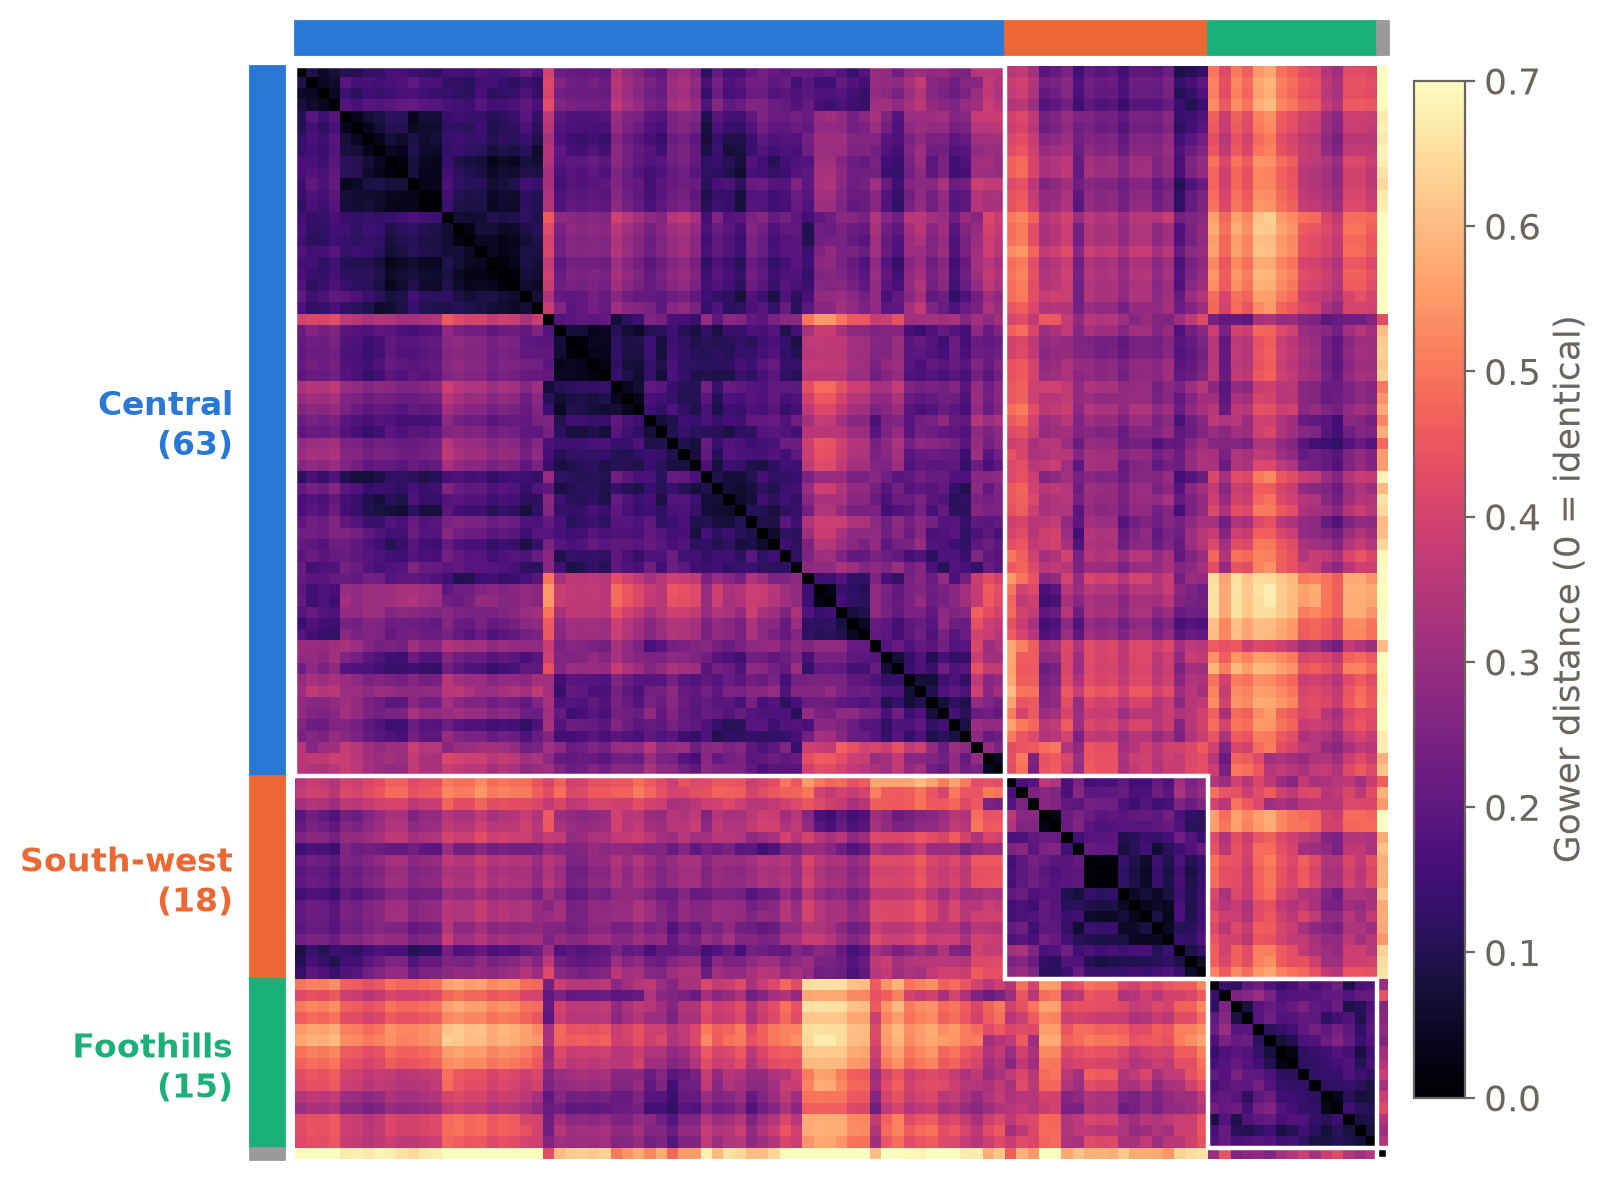 Central
(63)
South-west
(18)
Foothills
(15)
0.7
0.6
0.5
0.4
0.3
0.2
0.1
0.0
Gower distance (0 = identical)